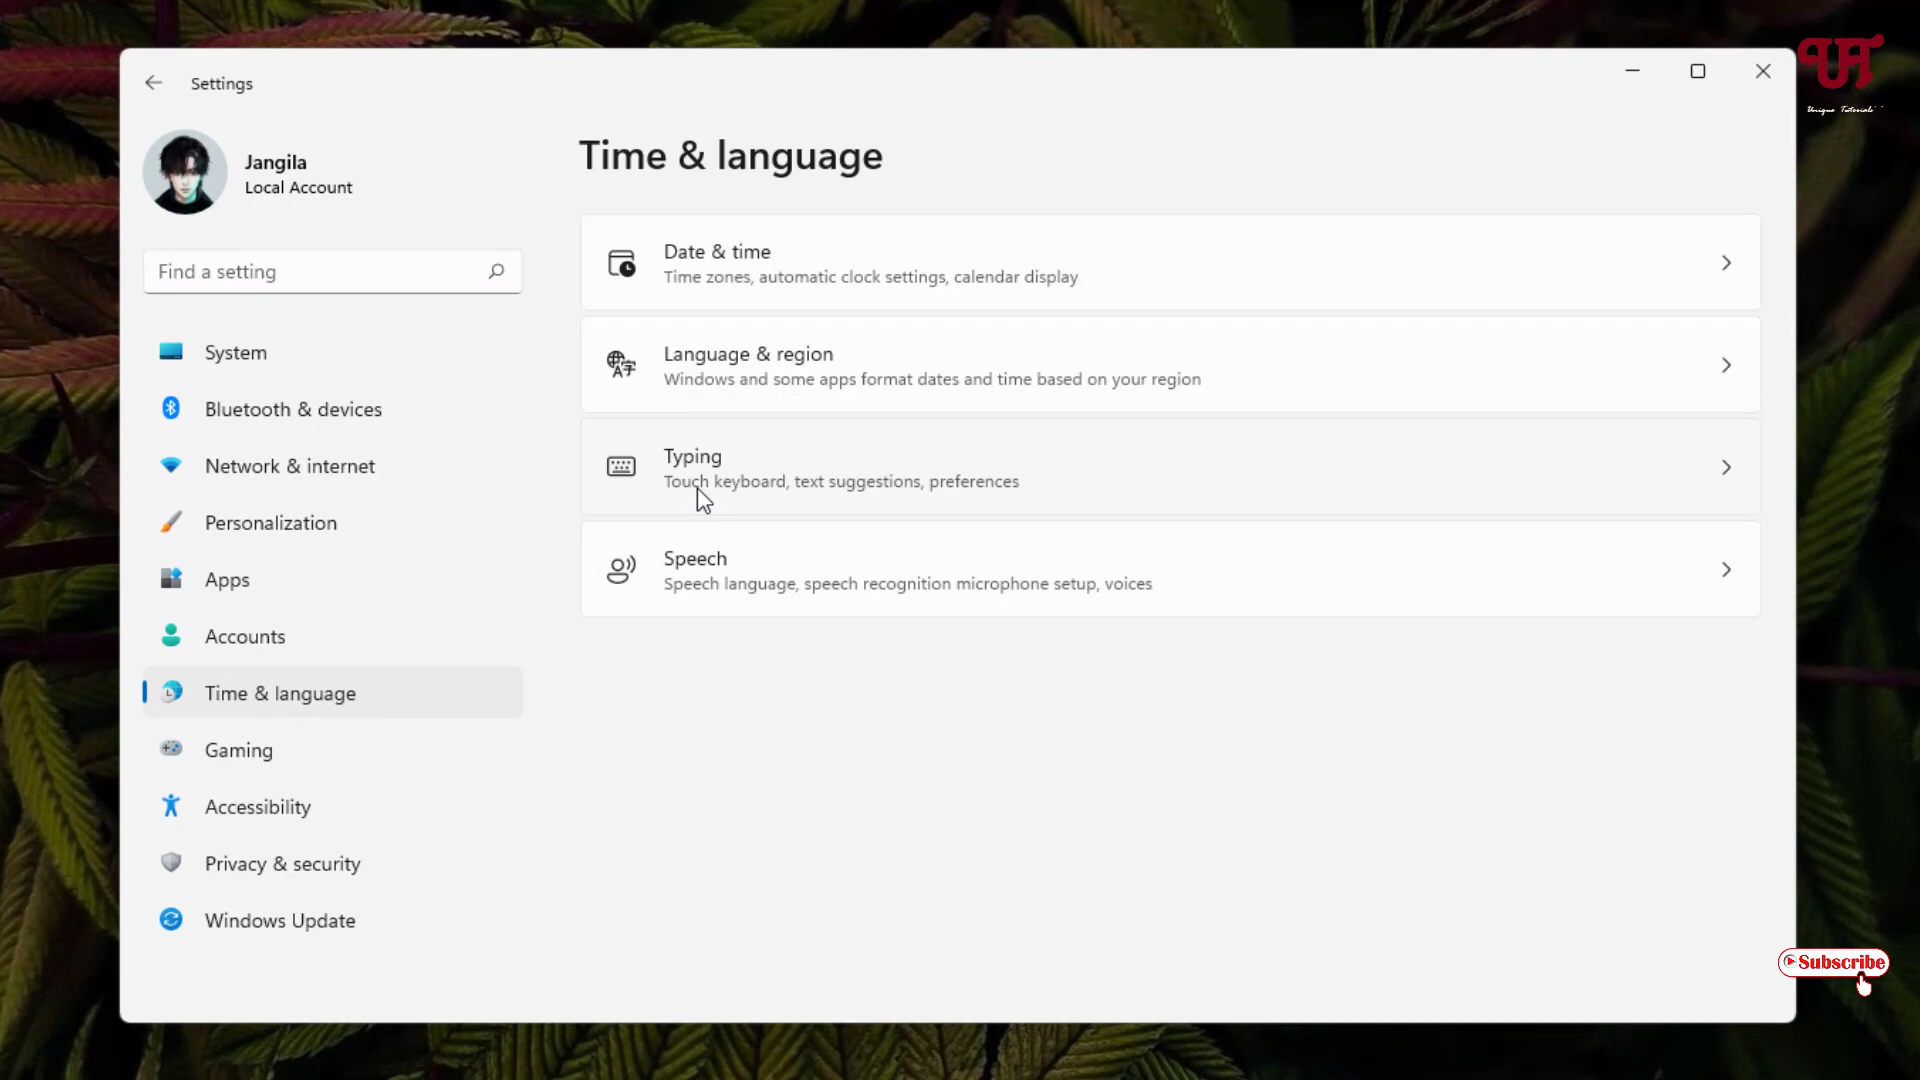 Settings
Jangila
Local Account
Find a setting
System
Bluetooth & devices
Network & internet
Personalization
Apps
Accounts
Time & language
Gaming
Accessibility
Privacy & security
Windows Update
Time & language
Date & time
Time zones, automatic clock settings, calendar display
Language & region
Windows and some apps format dates and time based on your region
Typing
Touch keyboard, text suggestions, preferences
Speech
Speech language, speech recognition microphone setup, voices
UT
Unique Tutorials
Subscribe